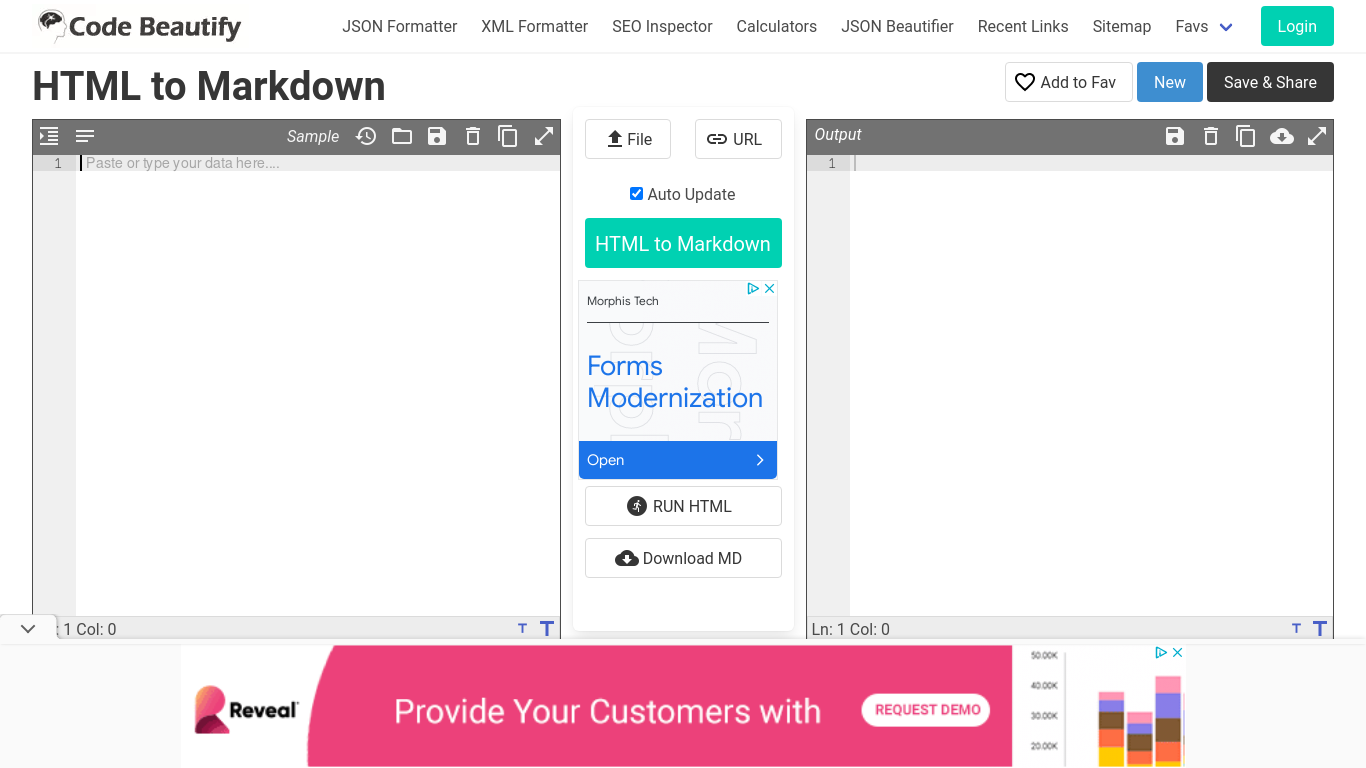 Code Beautify
JSON Formatter
XML Formatter
SEO Inspector
Calculators
JSON Beautifier
Recent Links
Sitemap
Favs
Login
HTML to Markdown
Add to Fav
New
Save & Share
Sample
1
Paste or type your data here....
File
URL
Auto Update
HTML to Markdown
Morphis Tech
Forms
Modernization
Open
RUN HTML
Download MD
Output
1
: 1 Col: 0
T T
Ln: 1 Col: 0
T T
Reveal
Provide Your Customers with
REQUEST DEMO
50.00K
40.00K
30.00K
20.00K